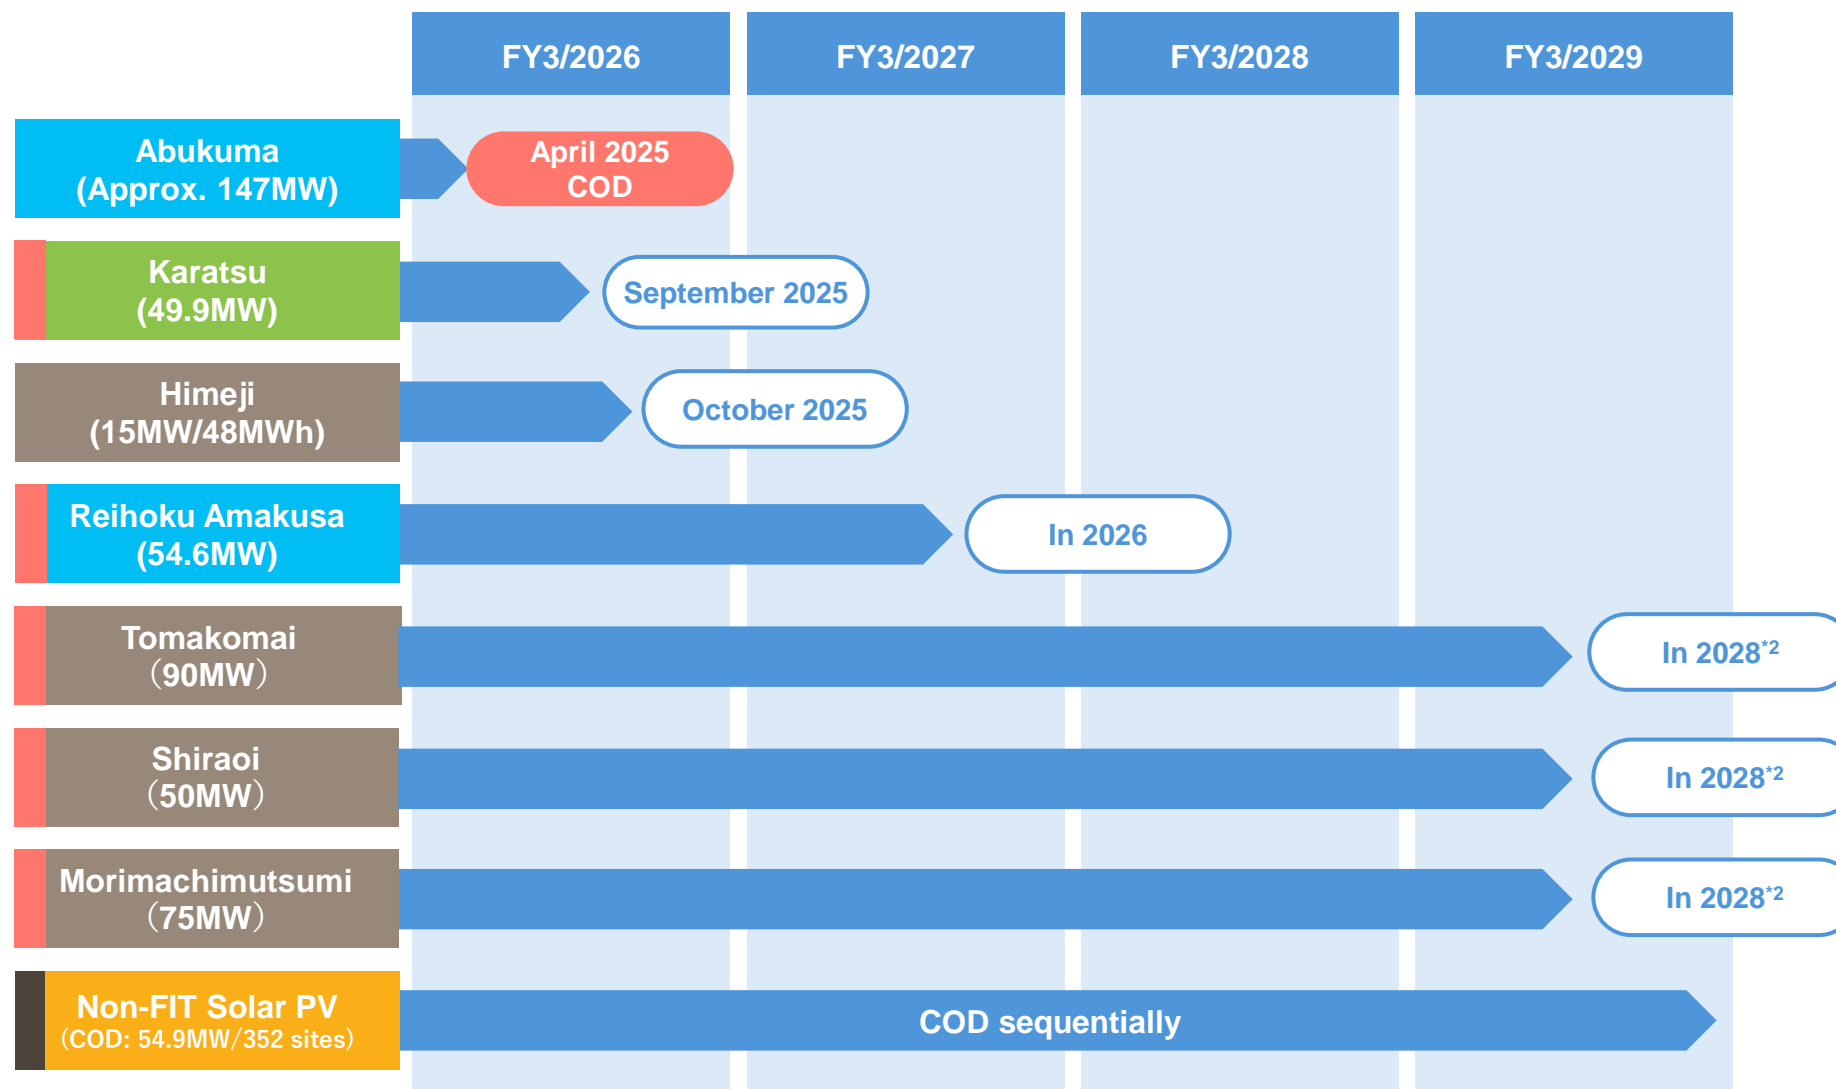 FY3/2026
FY3/2027
FY3/2028
FY3/2029
Abukuma
(Approx. 147MW)
April 2025
COD
Karatsu
(49.9MW)
September 2025
Himeji
(15MW/48MWh)
October 2025
Reihoku Amakusa
(54.6MW)
In 2026
Tomakomai
（90MW）
In 2028*2
Shiraoi
（50MW）
In 2028*2
Morimachimutsumi
（75MW）
In 2028*2
Non-FIT Solar PV
(COD: 54.9MW/352 sites)
COD sequentially